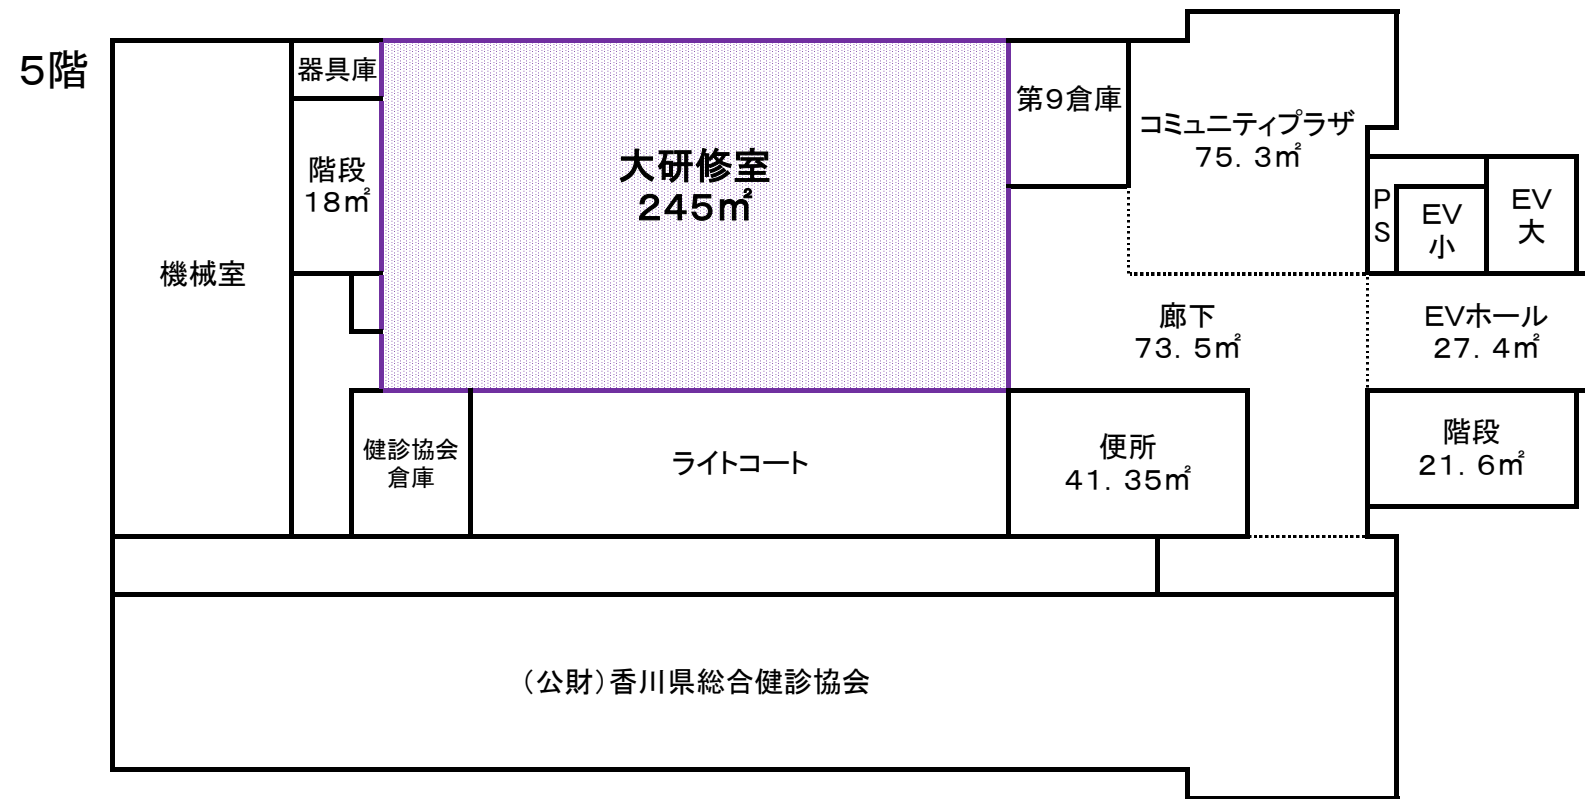 5階
器具庫
階段
18㎡
機械室
大研修室
245㎡
第9倉庫
コミュニティプラザ
75.3㎡
P
S
EV
小
EV
大
廊下
73.5㎡
EVホール
27.4㎡
健診協会
倉庫
ライトコート
便所
41.35㎡
階段
21.6㎡
(公財)香川県総合健診協会